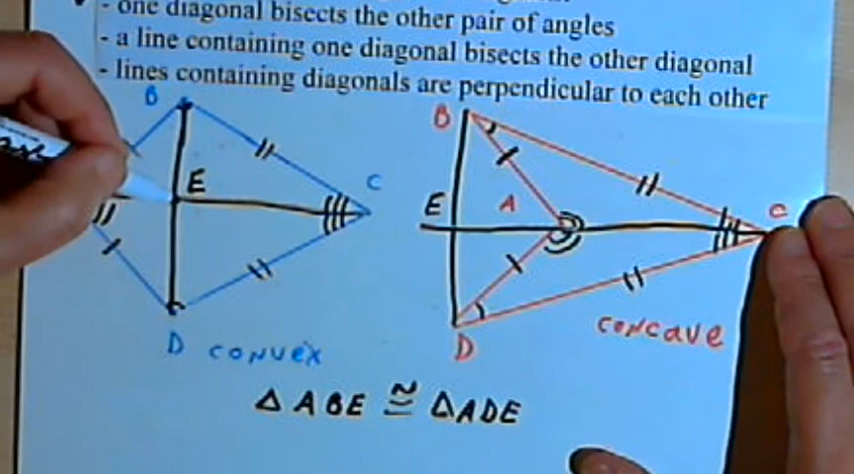 - one diagonal bisects the other pair of angles
- a line containing one diagonal bisects the other diagonal
- lines containing diagonals are perpendicular to each other
B
B
E
C
E
A
C
D
CONVEX
D
CONCAVE
△ ABE ≅ △ADE